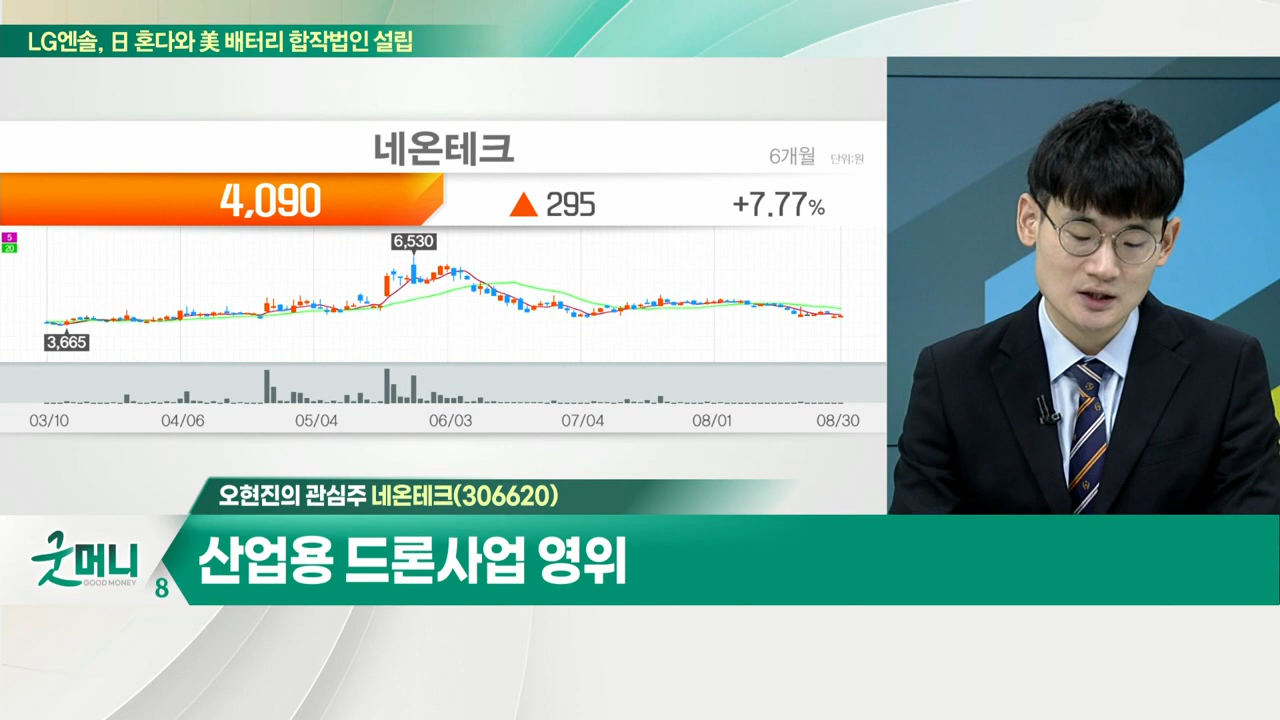 LG엔솔, 日 혼다와 美 배터리 합작법인 설립
네온테크
6개월 단위:원
4,090 ▲ 295 +7.77%
5
20
6,530
3,665
03/10 04/06 05/04 06/03 07/04 08/01 08/30
오현진의 관심주 네온테크(306620)
굿머니
GOOD MONEY
8
산업용 드론사업 영위